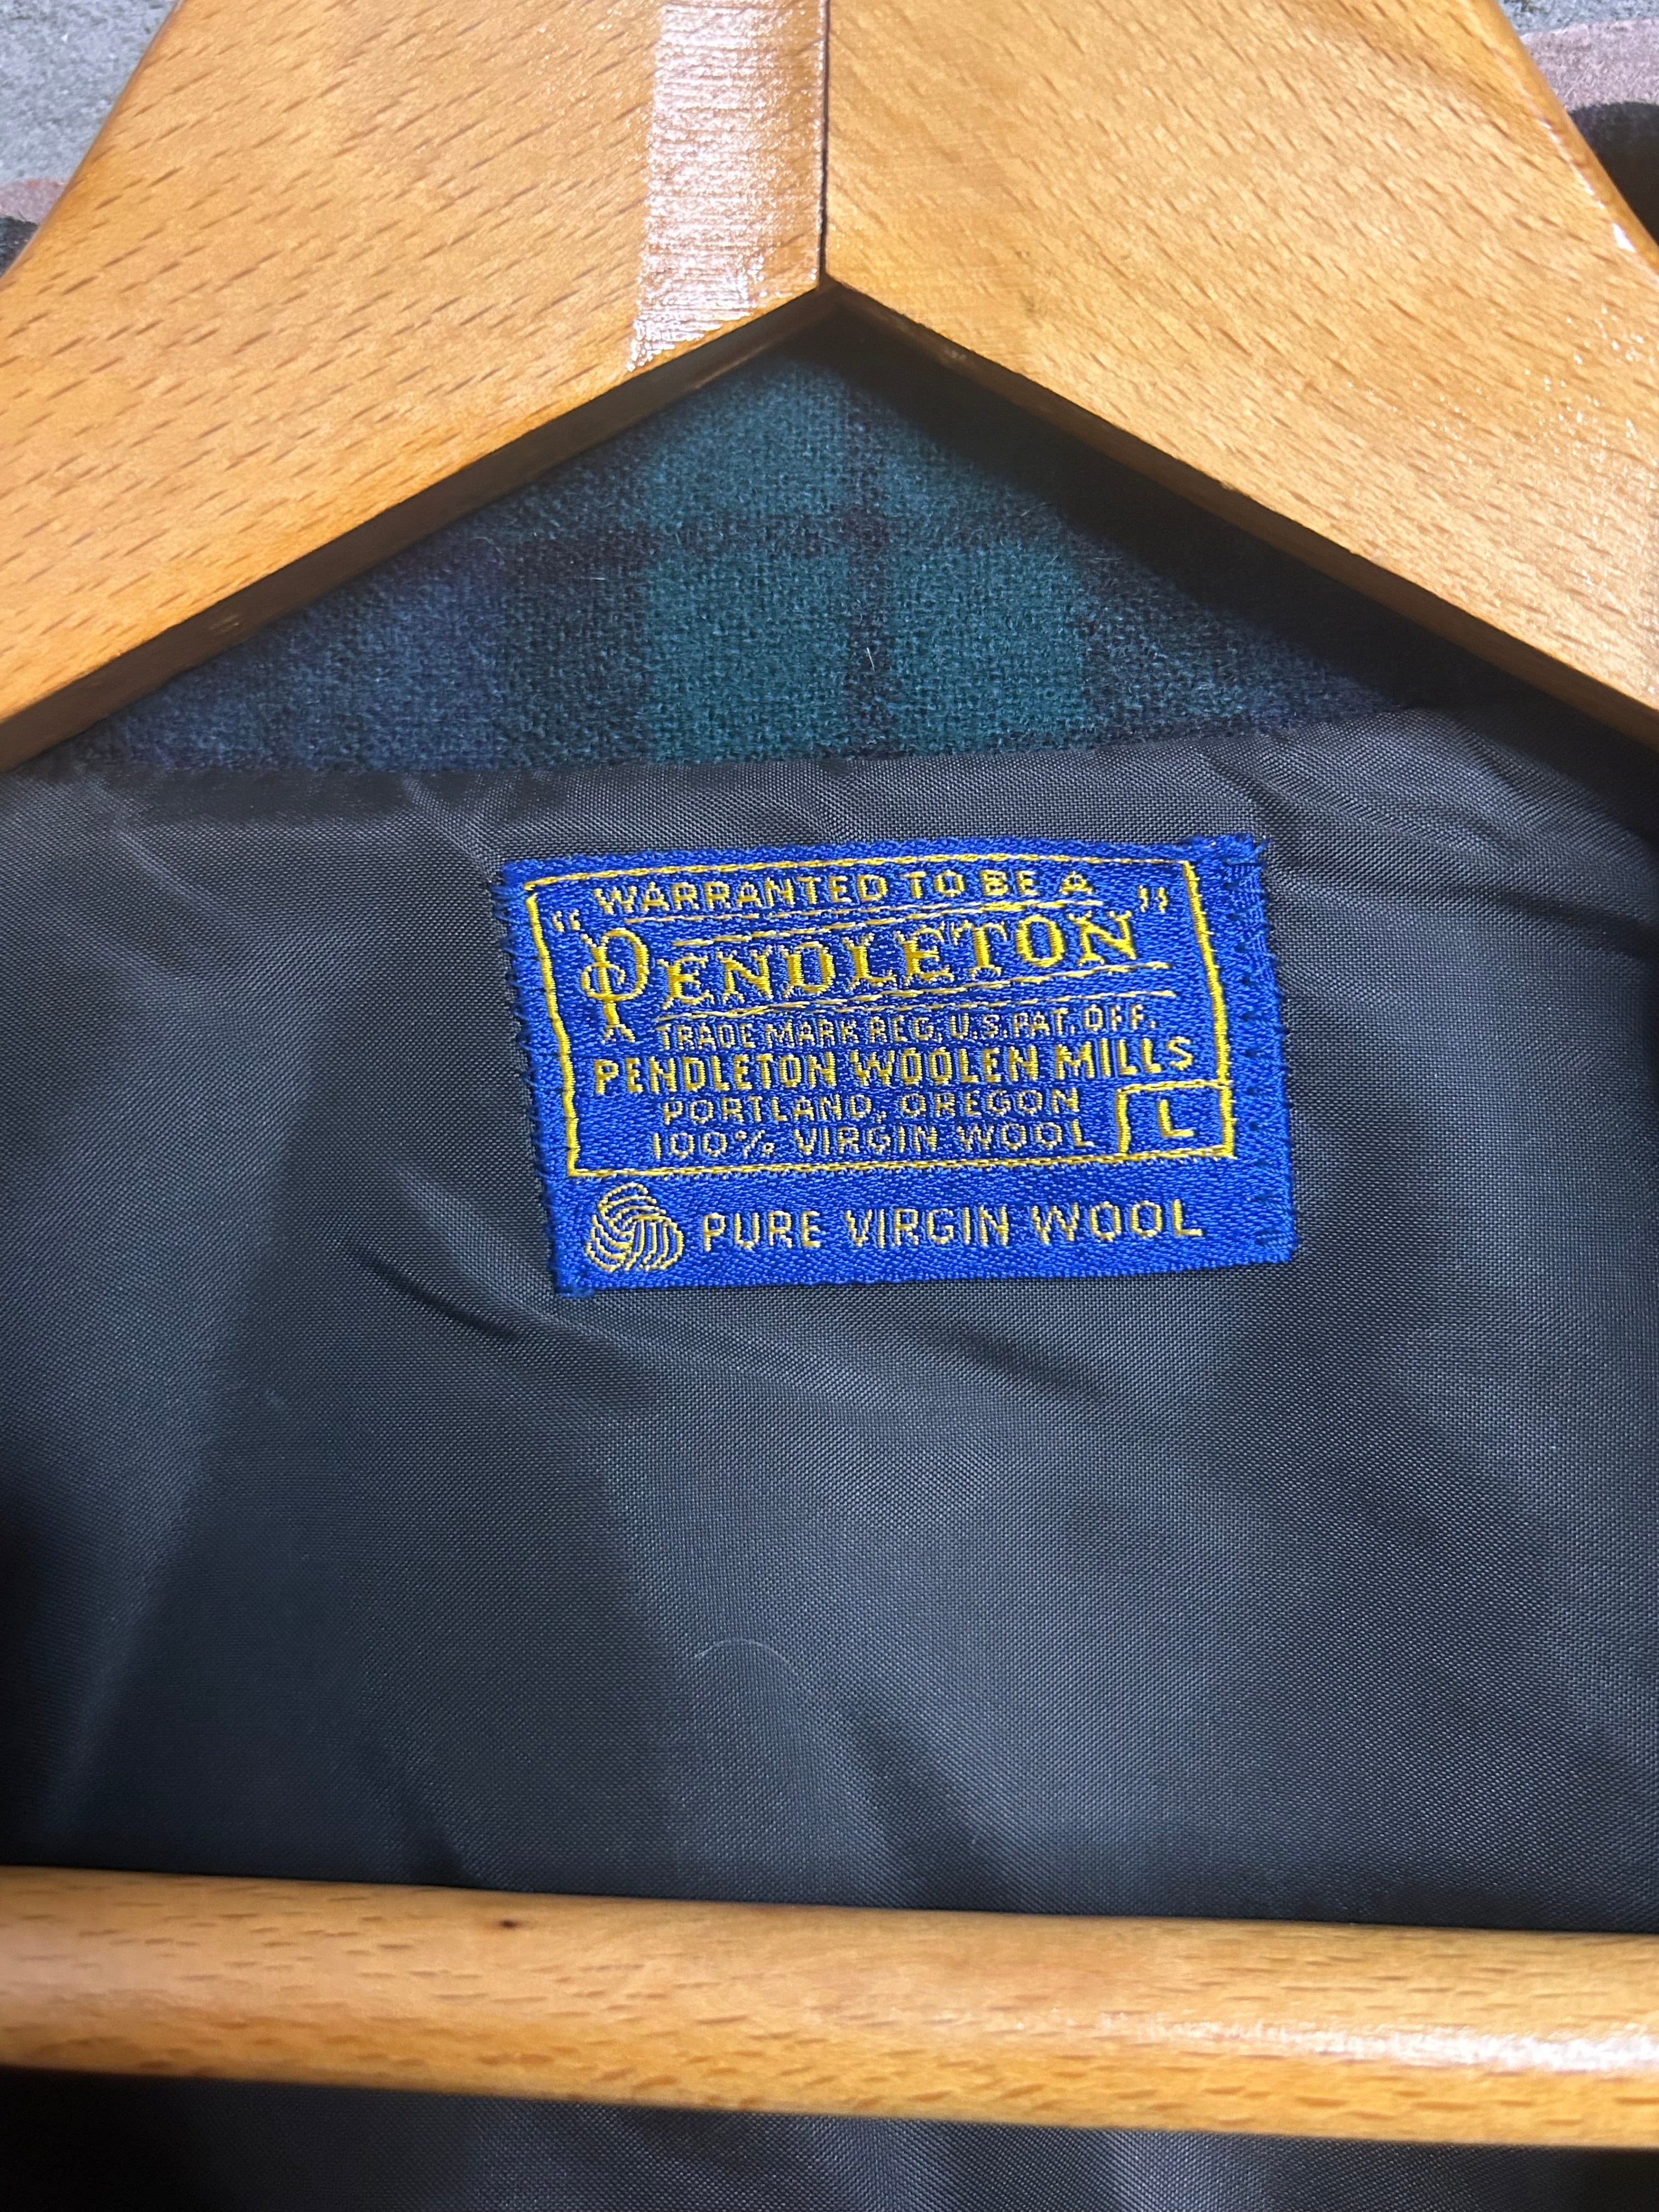 WARRANTED TO BE A
"PENDLETON"
TRADE MARK REG. U.S. PAT. OFF.
PENDLETON WOOLEN MILLS
PORTLAND, OREGON
100% VIRGIN WOOL L
PURE VIRGIN WOOL